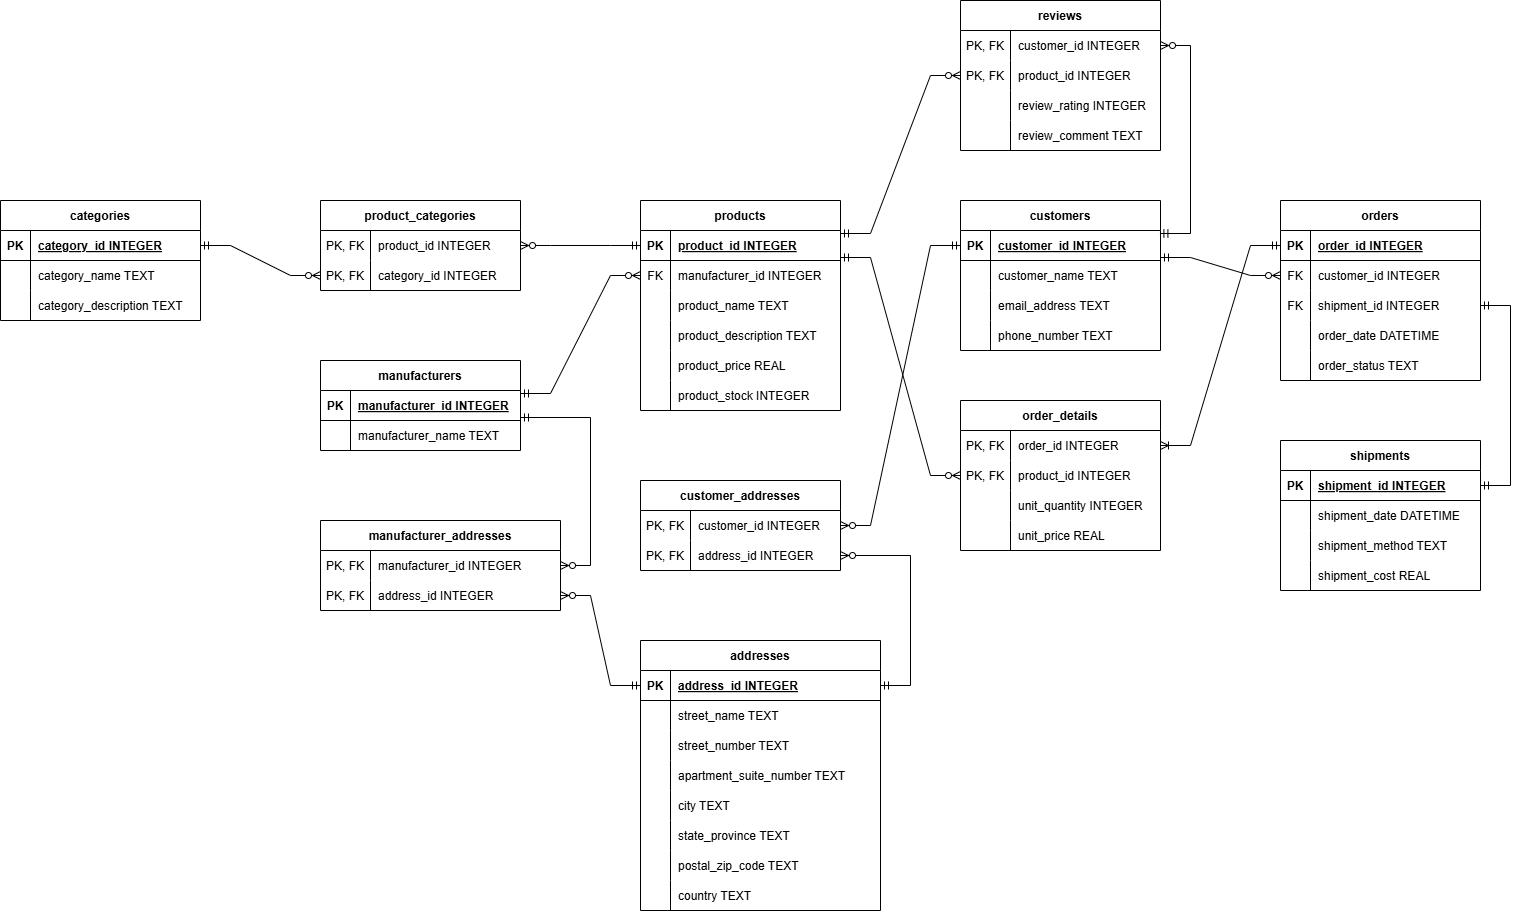 reviews
PK, FK customer_id INTEGER
PK, FK product_id INTEGER
review_rating INTEGER
review_comment TEXT
categories
PK category_id INTEGER
category_name TEXT
category_description TEXT
product_categories
PK, FK product_id INTEGER
PK, FK category_id INTEGER
products
PK product_id INTEGER
FK manufacturer_id INTEGER
product_name TEXT
product_description TEXT
product_price REAL
product_stock INTEGER
customers
PK customer_id INTEGER
customer_name TEXT
email_address TEXT
phone_number TEXT
orders
PK order_id INTEGER
FK customer_id INTEGER
FK shipment_id INTEGER
order_date DATETIME
order_status TEXT
manufacturers
PK manufacturer_id INTEGER
manufacturer_name TEXT
order_details
PK, FK order_id INTEGER
PK, FK product_id INTEGER
unit_quantity INTEGER
unit_price REAL
shipments
PK shipment_id INTEGER
shipment_date DATETIME
shipment_method TEXT
shipment_cost REAL
customer_addresses
PK, FK customer_id INTEGER
PK, FK address_id INTEGER
manufacturer_addresses
PK, FK manufacturer_id INTEGER
PK, FK address_id INTEGER
addresses
PK address_id INTEGER
street_name TEXT
street_number TEXT
apartment_suite_number TEXT
city TEXT
state_province TEXT
postal_zip_code TEXT
country TEXT